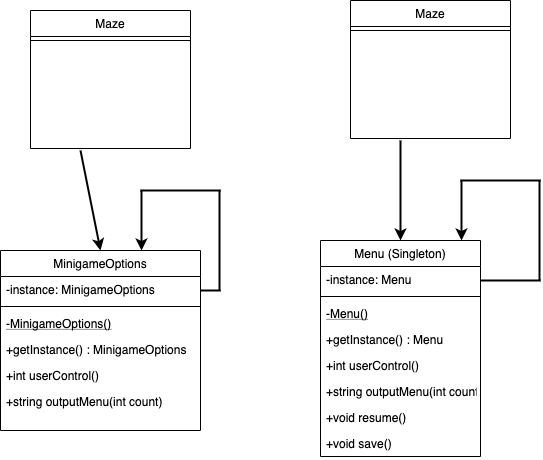 Maze
MinigameOptions
-instance: MinigameOptions
-MinigameOptions()
+getInstance() : MinigameOptions
+int userControl()
+string outputMenu(int count)
Maze
Menu (Singleton)
-instance: Menu
-Menu()
+getInstance() : Menu
+int userControl()
+string outputMenu(int count
+void resume()
+void save()